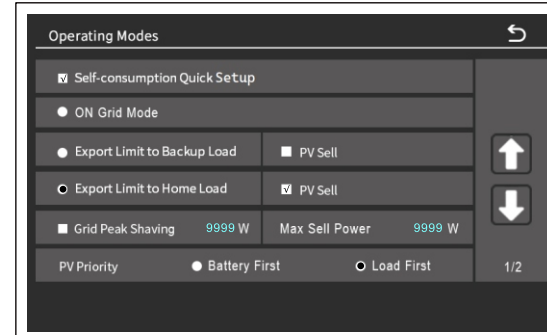 Operating Modes
Self-consumption Quick Setup
ON Grid Mode
Export Limit to Backup Load PV Sell
Export Limit to Home Load PV Sell
Grid Peak Shaving 9999 W Max Sell Power 9999 W
PV Priority Battery First Load First 1/2